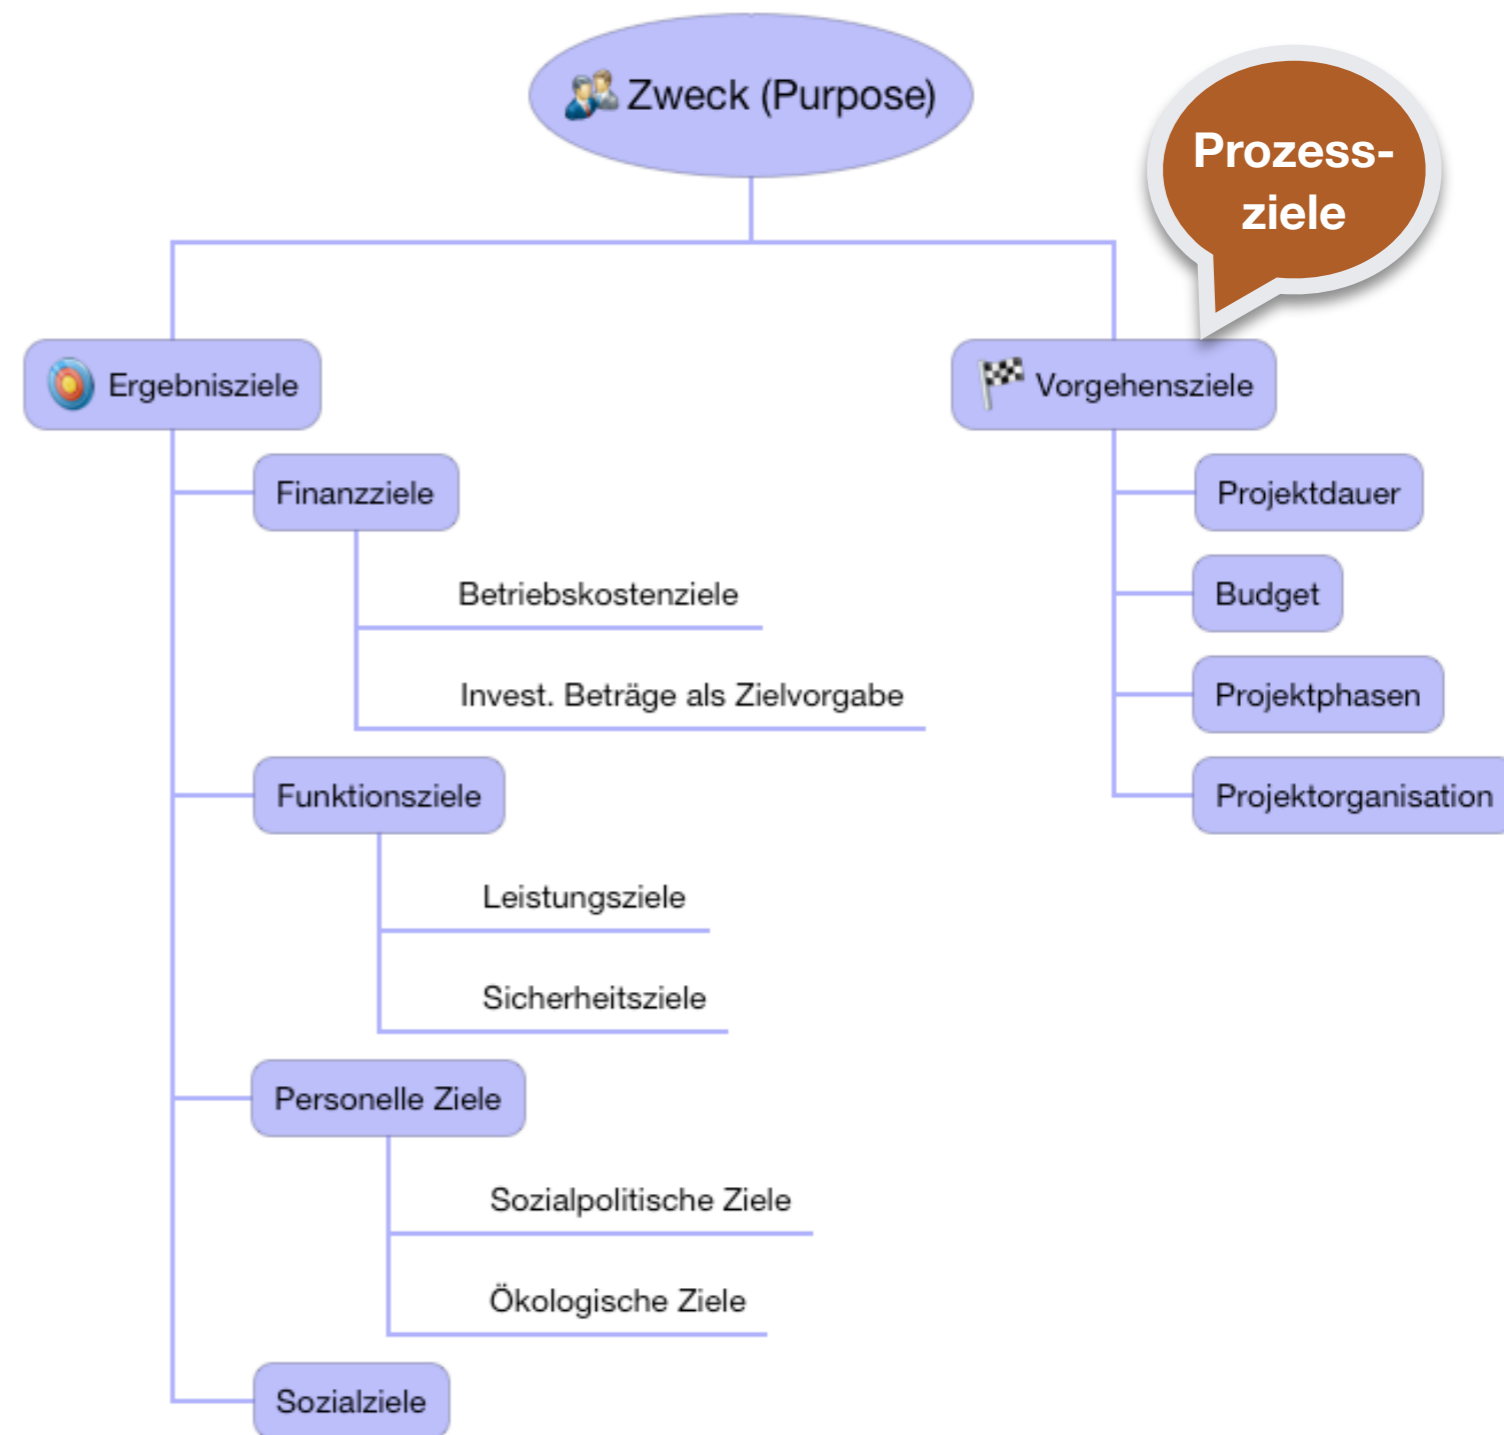 Zweck (Purpose)
Prozess-
ziele
Ergebnisziele
Finanzziele
Betriebskostenziele
Invest. Beträge als Zielvorgabe
Funktionsziele
Leistungsziele
Sicherheitsziele
Personelle Ziele
Sozialpolitische Ziele
Ökologische Ziele
Sozialziele
Vorgehensziele
Projektdauer
Budget
Projektphasen
Projektorganisation